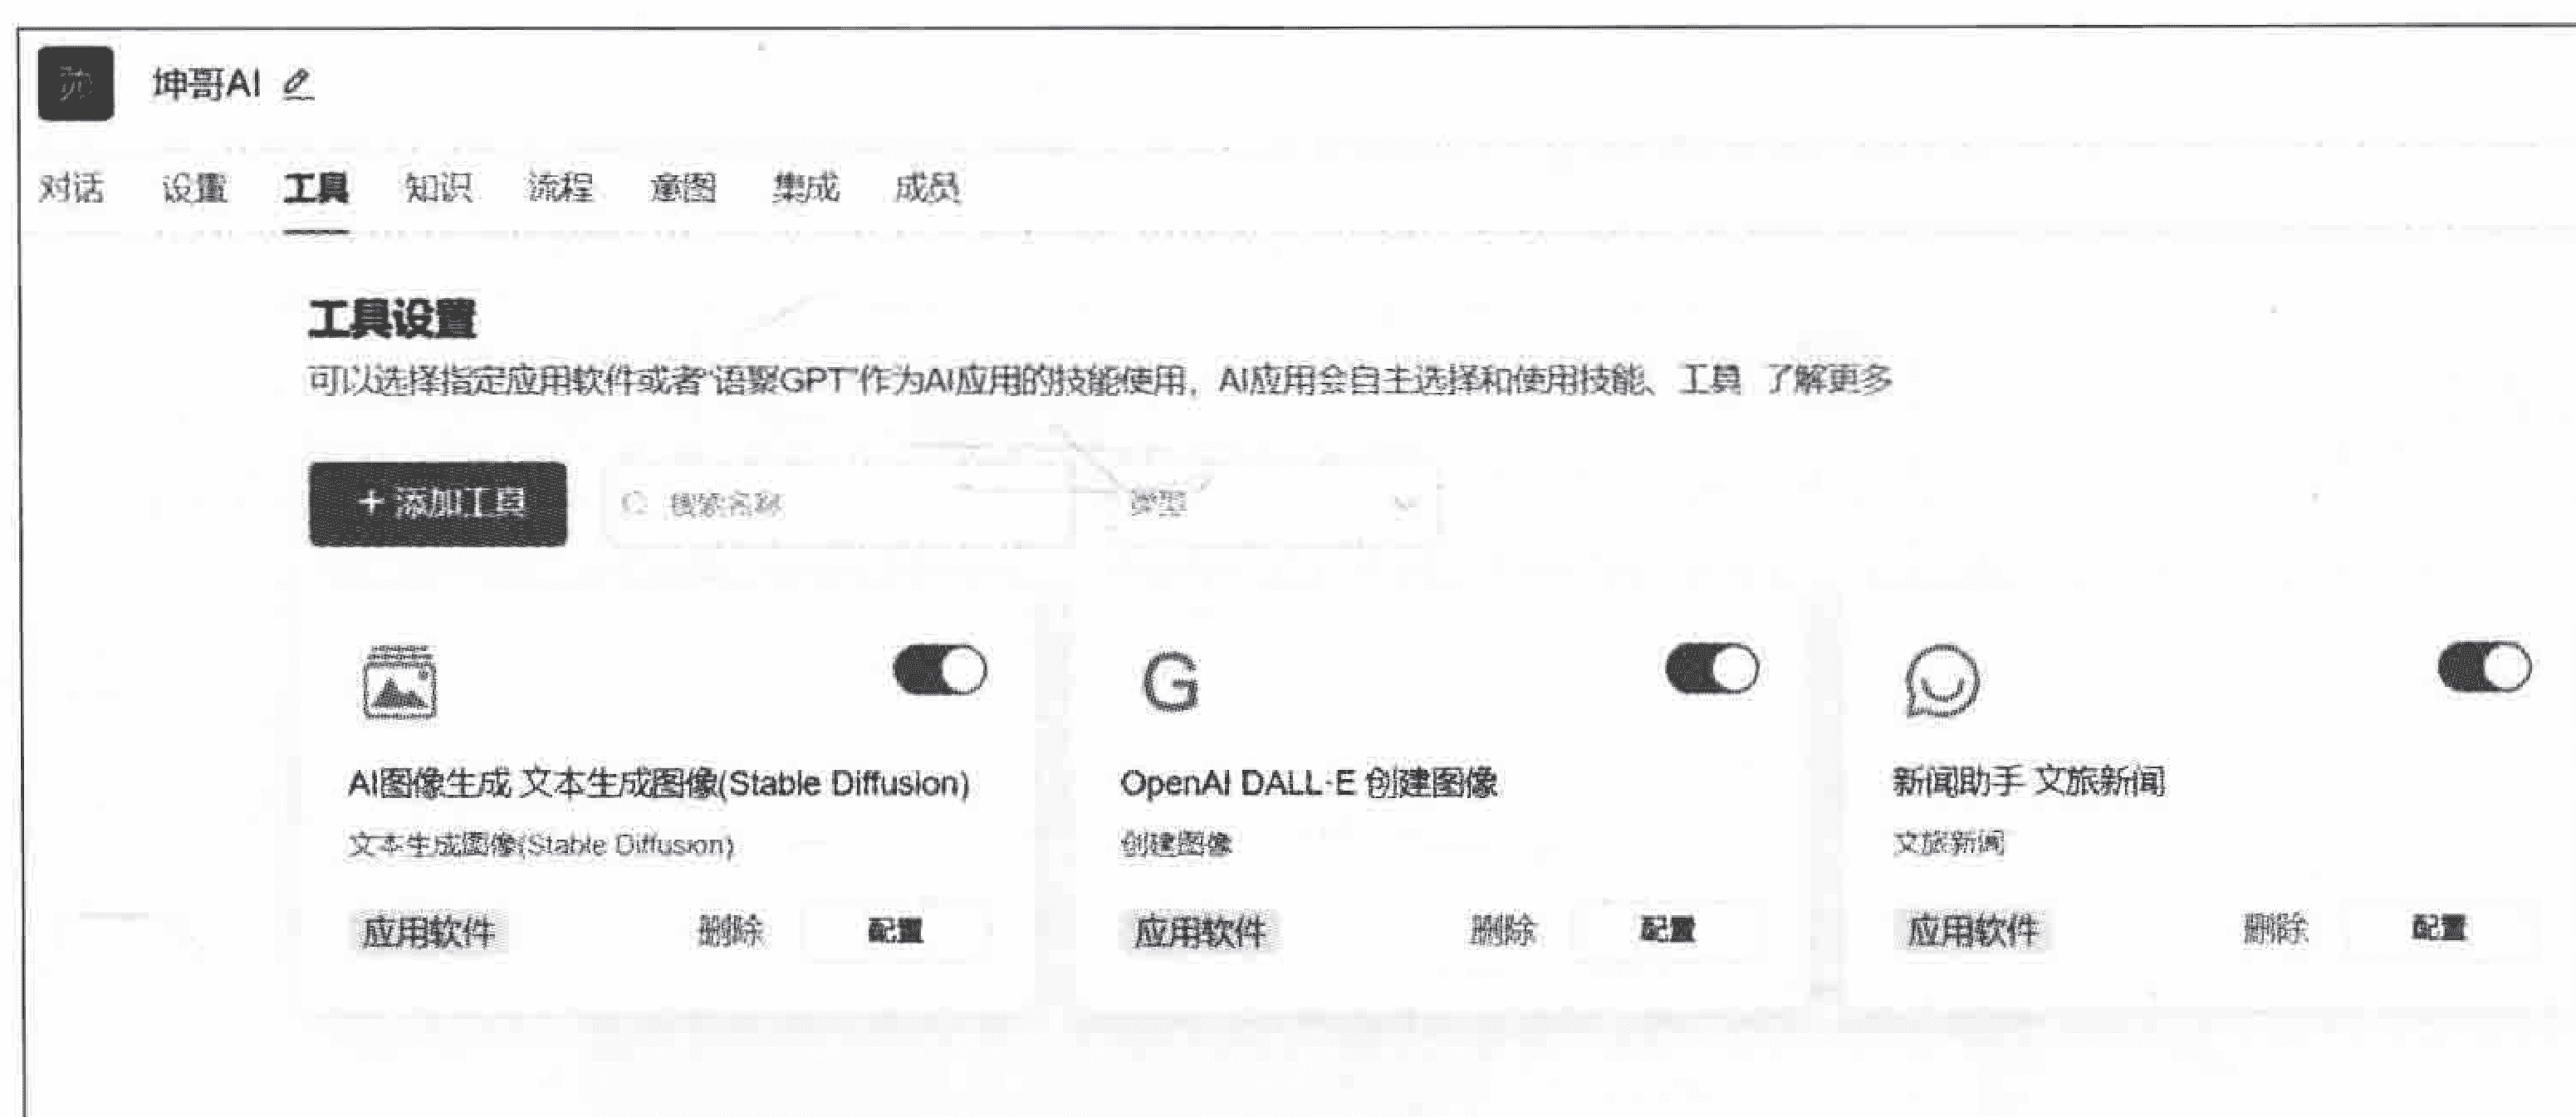 坤哥AI
对话 设置 工具 知识 流程 意图 集成 成员
工具设置
可以选择指定应用软件或者“语聚GPT”作为AI应用的技能使用，AI应用会自主选择和使用技能、工具 了解更多
+ 添加工具 搜索名称 类型
G
AI图像生成 文本生成图像(Stable Diffusion) OpenAI DALL·E 创建图像 新闻助手 文旅新闻
文本生成图像(Stable Diffusion) 创建图像 文旅新闻
应用软件 删除 配置 应用软件 删除 配置 应用软件 删除 配置